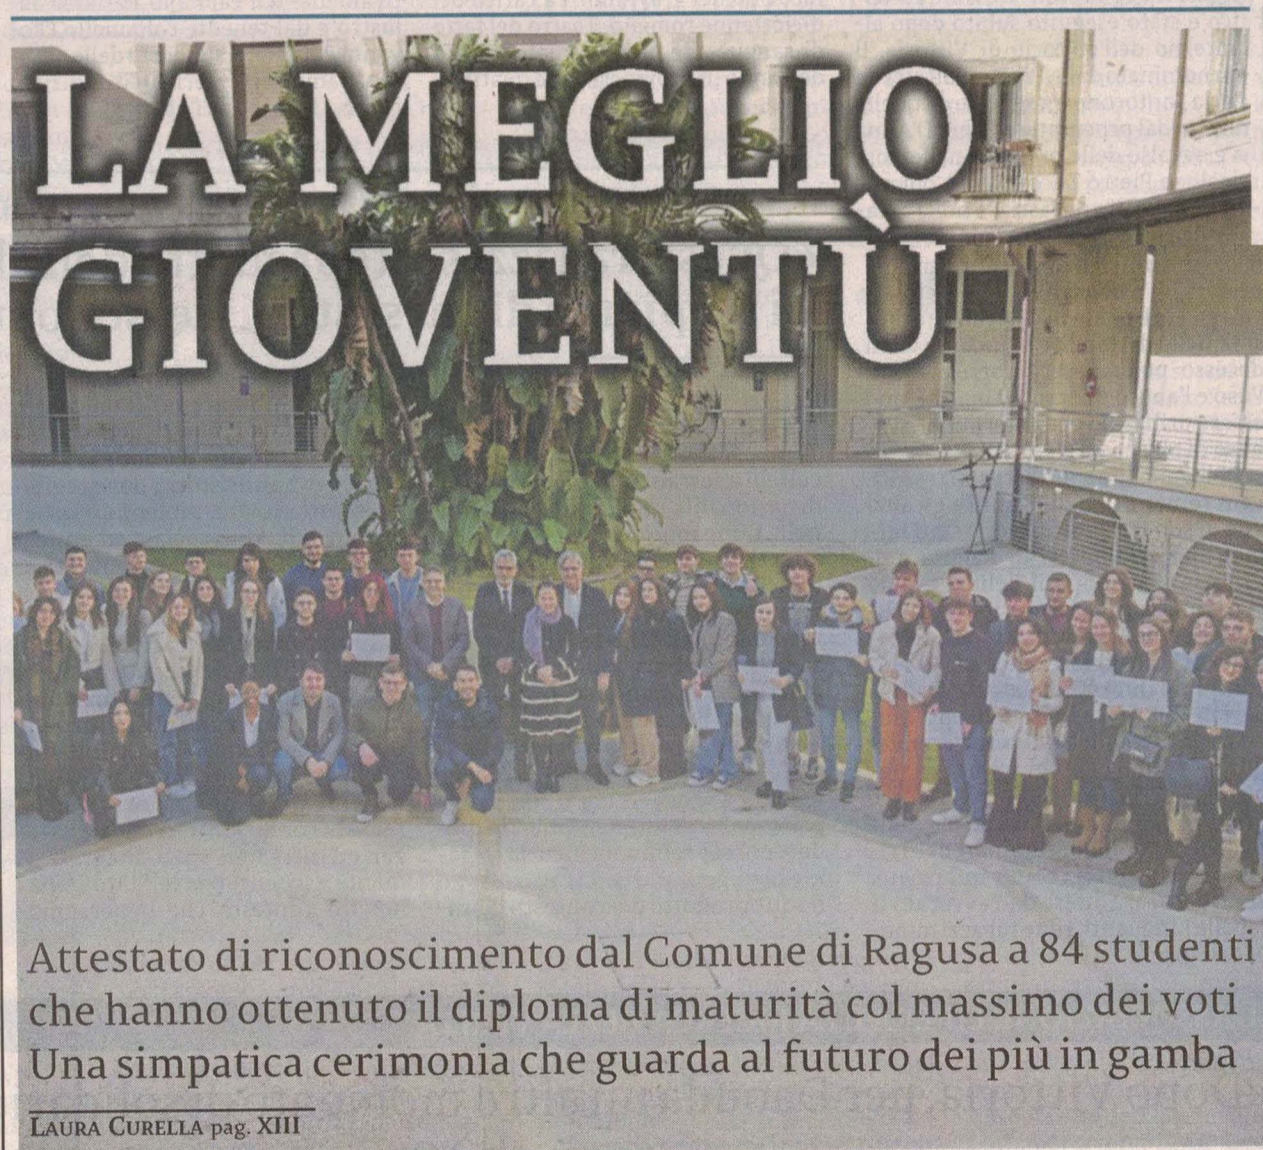 LA MEGLIO
GIOVENTÙ
Attestato di riconoscimento dal Comune di Ragusa a 84 studenti
che hanno ottenuto il diploma di maturità col massimo dei voti
Una simpatica cerimonia che guarda al futuro dei più in gamba
LAURA CURELLA pag. XIII